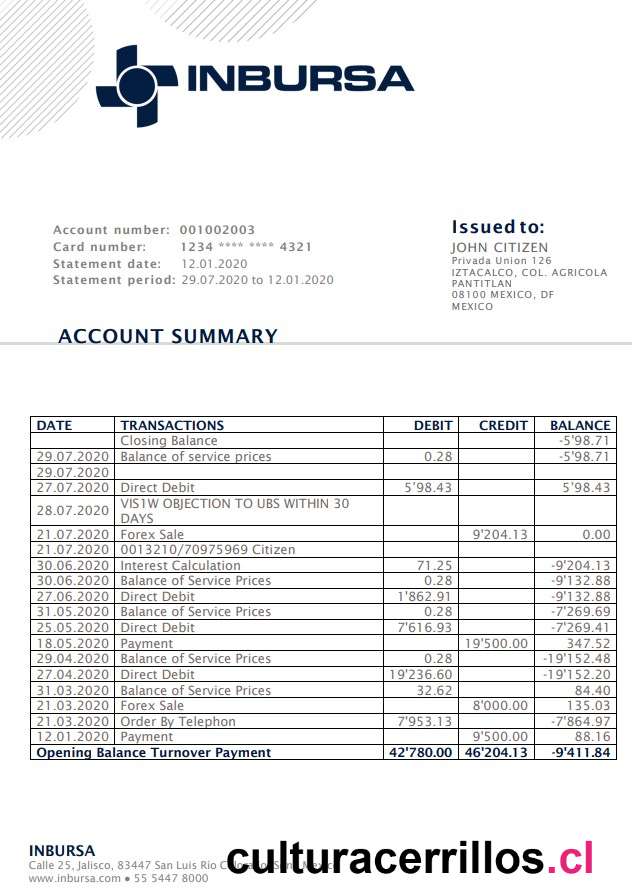 INBURSA
Account number: 001002003
Card number: 1234 **** **** 4321
Statement date: 12.01.2020
Statement period: 29.07.2020 to 12.01.2020
Issued to:
JOHN CITIZEN
Privada Union 126
IZTACALCO, COL. AGRICOLA
PANTITLAN
08100 MEXICO, DF
MEXICO
ACCOUNT SUMMARY
DATE TRANSACTIONS DEBIT CREDIT BALANCE
Closing Balance -5'98.71
29.07.2020 Balance of service prices 0.28 -5'98.71
29.07.2020
27.07.2020 Direct Debit 5'98.43 5'98.43
28.07.2020 VIS1W OBJECTION TO UBS WITHIN 30
DAYS
21.07.2020 Forex Sale 9'204.13 0.00
21.07.2020 0013210/70975969 Citizen
30.06.2020 Interest Calculation 71.25 -9'204.13
30.06.2020 Balance of Service Prices 0.28 -9'132.88
27.06.2020 Direct Debit 1'862.91 -9'132.88
31.05.2020 Balance of Service Prices 0.28 -7'269.69
25.05.2020 Direct Debit 7'616.93 -7'269.41
18.05.2020 Payment 19'500.00 347.52
29.04.2020 Balance of Service Prices 0.28 -19'152.48
27.04.2020 Direct Debit 19'236.60 -19'152.20
31.03.2020 Balance of Service Prices 32.62 84.40
21.03.2020 Forex Sale 8'000.00 135.03
21.03.2020 Order By Telephon 7'953.13 -7'864.97
12.01.2020 Payment 9'500.00 88.16
Opening Balance Turnover Payment 42'780.00 46'204.13 -9'411.84
INBURSA
Calle 25, Jalisco, 83447 San Luis Río
www.inbursa.com ● 55 5447 8000
culturacerrillos.cl